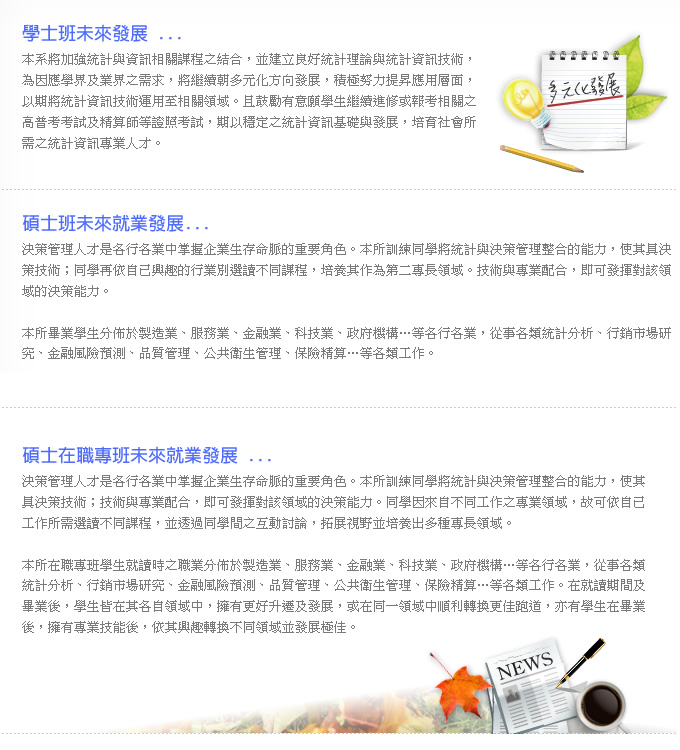 學士班未來發展 ...
本系將加強統計與資訊相關課程之結合，並建立良好統計理論與統計資訊技術，
為因應學界及業界之需求，將繼續朝多元化方向發展，積極努力提昇應用層面，
以期將統計資訊技術運用至相關領域。且鼓勵有意願學生繼續進修或報考相關之
高普考考試及精算師等證照考試，期以穩定之統計資訊基礎與發展，培育社會所
需之統計資訊專業人才。
多元化發展
碩士班未來就業發展...
決策管理人才是各行各業中掌握企業生存命脈的重要角色。本所訓練同學將統計與決策管理整合的能力，使其具決
策技術；同學再依自己興趣的行業別選讀不同課程，培養其作為第二專長領域。技術與專業配合，即可發揮對該領
域的決策能力。
本所畢業學生分佈於製造業、服務業、金融業、科技業、政府機構…等各行各業，從事各類統計分析、行銷市場研
究、金融風險預測、品質管理、公共衛生管理、保險精算…等各類工作。
碩士在職專班未來就業發展 ...
決策管理人才是各行各業中掌握企業生存命脈的重要角色。本所訓練同學將統計與決策管理整合的能力，使其
具決策技術；技術與專業配合，即可發揮對該領域的決策能力。同學因來自不同工作之專業領域，故可依自己
工作所需選讀不同課程，並透過同學間之互動討論，拓展視野並培養出多種專長領域。
本所在職專班學生就讀時之職業分佈於製造業、服務業、金融業、科技業、政府機構…等各行各業，從事各類
統計分析、行銷市場研究、金融風險預測、品質管理、公共衛生管理、保險精算…等各類工作。在就讀期間及
畢業後，學生皆在其各自領域中，擁有更好升遷及發展，或在同一領域中順利轉換更佳跑道，亦有學生在畢業
後，擁有專業技能後，依其興趣轉換不同領域並發展極佳。
NEWS